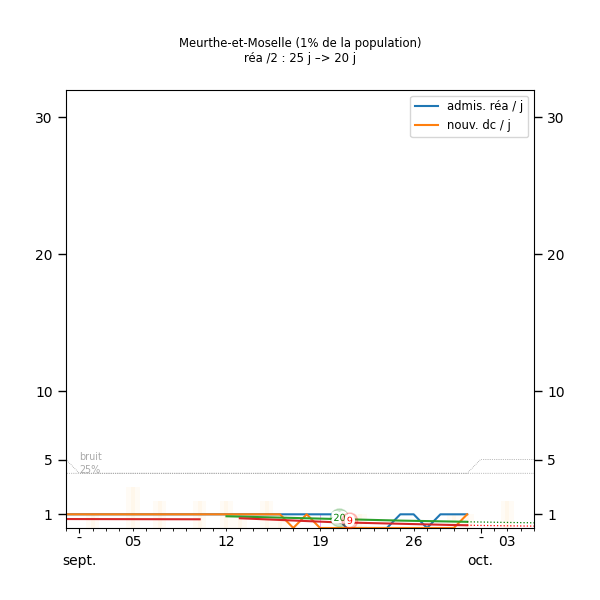 Meurthe-et-Moselle (1% de la population)
réa /2 : 25 j –> 20 j
admis. réa / j
nouv. dc / j
30 30
20 20
10 10
5 5
bruit
25%
20 9
1 1
- 05 12 19 26 - 03
sept. oct.